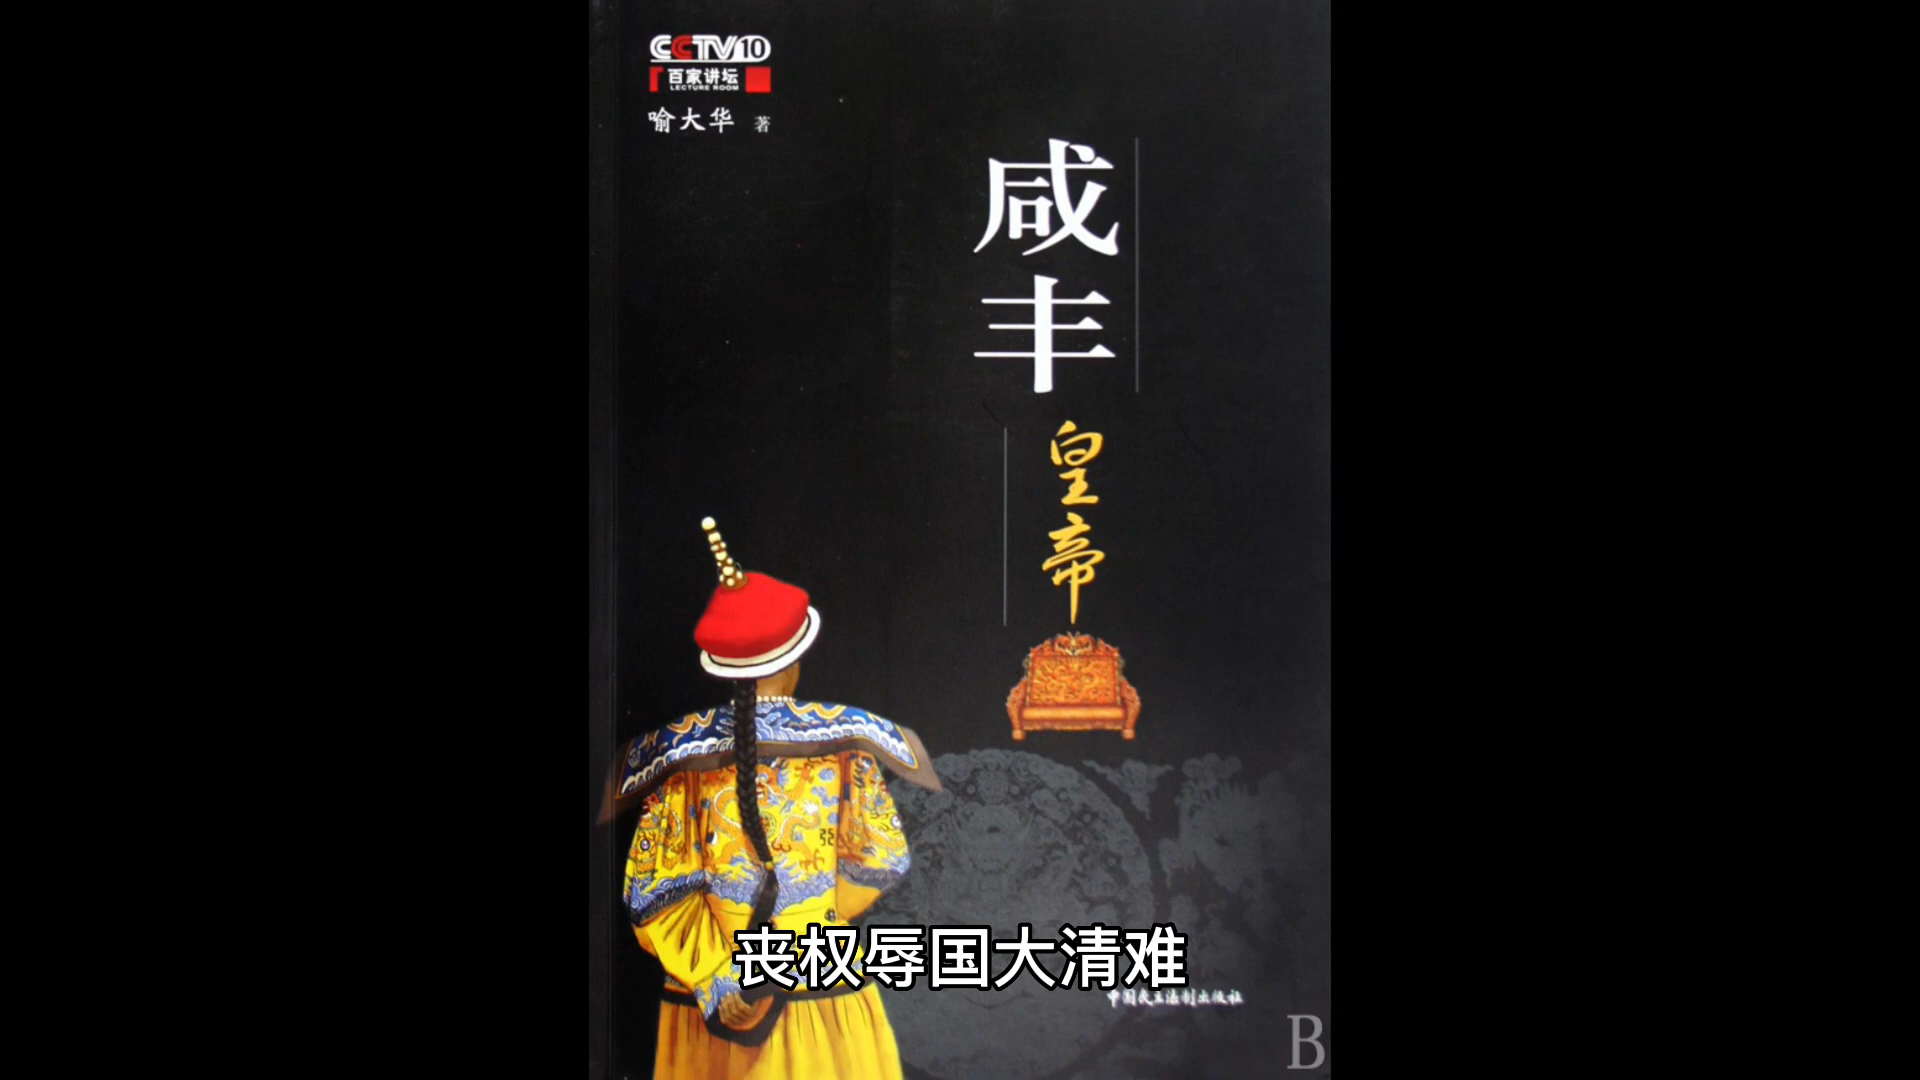 CCTV10
百家讲坛
LECTURE ROOM
喻大华 著
咸丰
皇帝
丧权辱国大清难
中国民主法制出版社
B